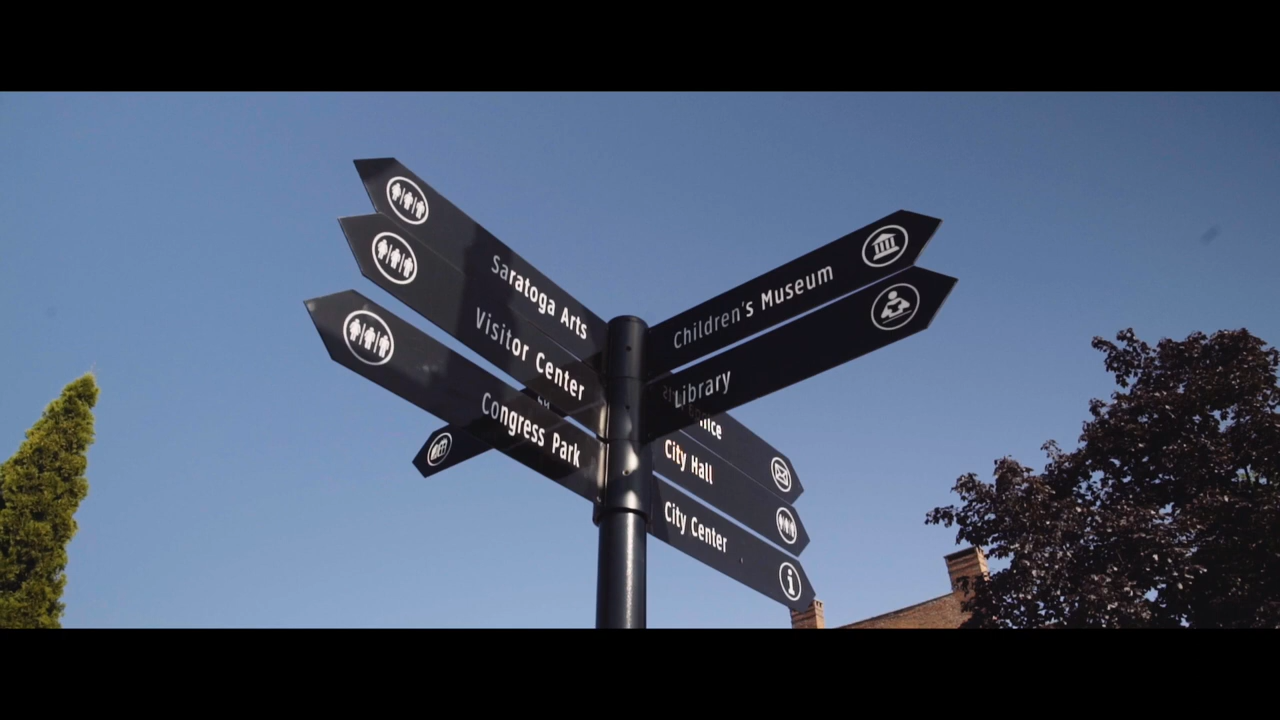 Saratoga Arts
Visitor Center
Congress Park
Children's Museum
Library
City Hall
City Center